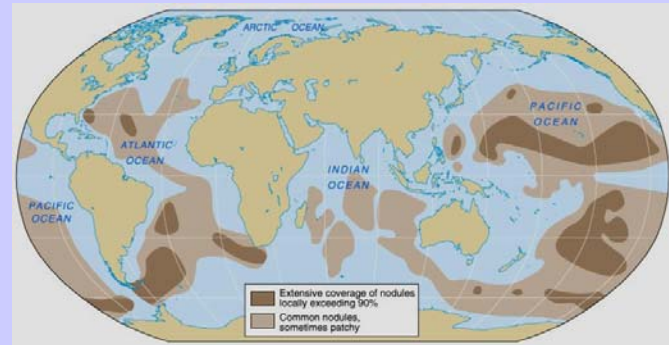 ARCTIC OCEAN
PACIFIC
OCEAN
ATLANTIC
OCEAN
INDIAN
OCEAN
PACIFIC
OCEAN
Extensive coverage of nodules
locally exceeding 90%
Common nodules,
sometimes patchy